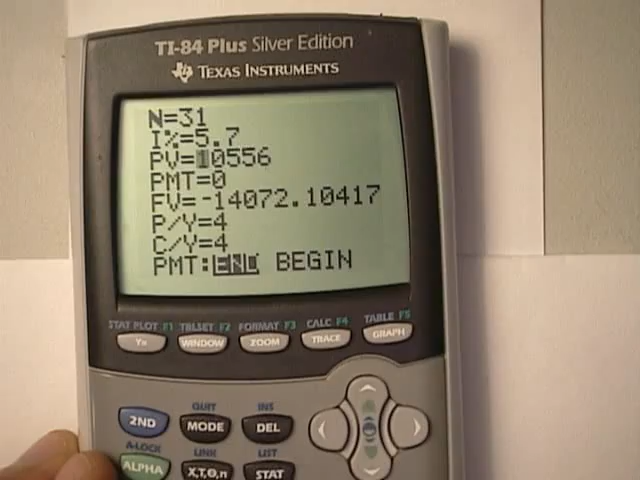 TI-84 Plus Silver Edition
TEXAS INSTRUMENTS
N=31
I%=5.7
PV=10556
PMT=0
FV=-14072.10417
P/Y=4
C/Y=4
PMT:END BEGIN
STAT PLOT F1 TBLSET F2 FORMAT F3 CALC F4 TABLE F5
Y= WINDOW ZOOM TRACE GRAPH
QUIT INS
2ND MODE DEL
A-LOCK LINK LIST
ALPHA X,T,θ,n STAT